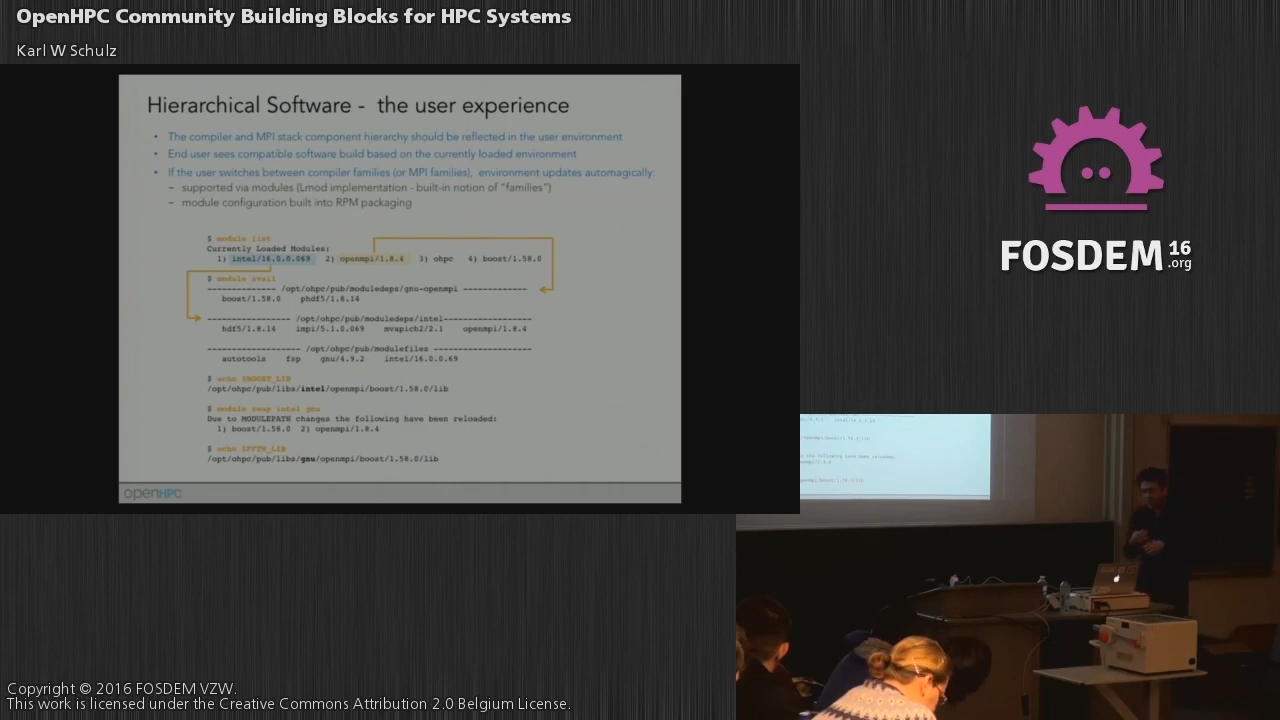 OpenHPC Community Building Blocks for HPC Systems
Karl W Schulz
Hierarchical Software - the user experience
• The compiler and MPI stack component hierarchy should be reflected in the user environment
• End user sees compatible software build based on the currently loaded environment
• If the user switches between compiler families (or MPI families), environment updates automagically:
– supported via modules (Lmod implementation - built-in notion of "families")
– module configuration built into RPM packaging
$ module list
Currently Loaded Modules:
1) intel/16.0.0.069 2) openmpi/1.8.4 3) ohpc 4) boost/1.58.0
$ module avail
-------------- /opt/ohpc/pub/moduledeps/gnu-openmpi -------------
boost/1.58.0 phdf5/1.8.14
----------------- /opt/ohpc/pub/moduledeps/intel------------------
hdf5/1.8.14 impi/5.1.0.069 mvapich2/2.1 openmpi/1.8.4
------------------- /opt/ohpc/pub/modulefiles --------------------
autotools fsp gnu/4.9.2 intel/16.0.0.69
$ echo $BOOST_LIB
/opt/ohpc/pub/libs/intel/openmpi/boost/1.58.0/lib
$ module swap intel gnu
Due to MODULEPATH changes the following have been reloaded:
1) boost/1.58.0 2) openmpi/1.8.4
$ echo $FFTW_LIB
/opt/ohpc/pub/libs/gnu/openmpi/boost/1.58.0/lib
openHPC
FOSDEM 16
.org
Copyright © 2016 FOSDEM VZW.
This work is licensed under the Creative Commons Attribution 2.0 Belgium License.